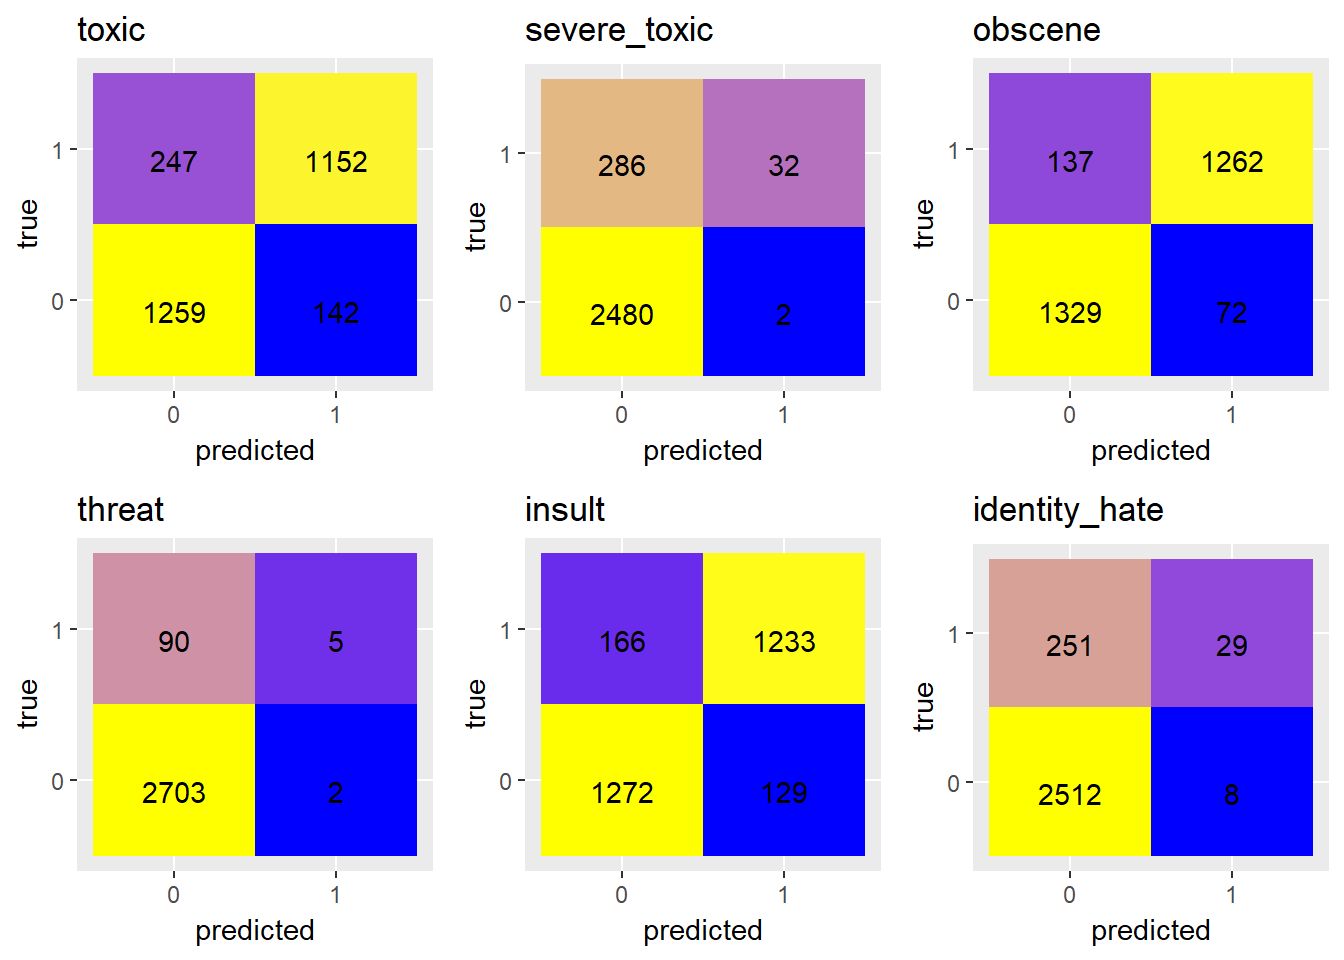 toxic
1
247
1152
true
0
1259
142
0
1
predicted
severe_toxic
1
286
32
true
0
2480
2
0
1
predicted
obscene
1
137
1262
true
0
1329
72
0
1
predicted
threat
1
90
5
true
0
2703
2
0
1
predicted
insult
1
166
1233
true
0
1272
129
0
1
predicted
identity_hate
1
251
29
true
0
2512
8
0
1
predicted